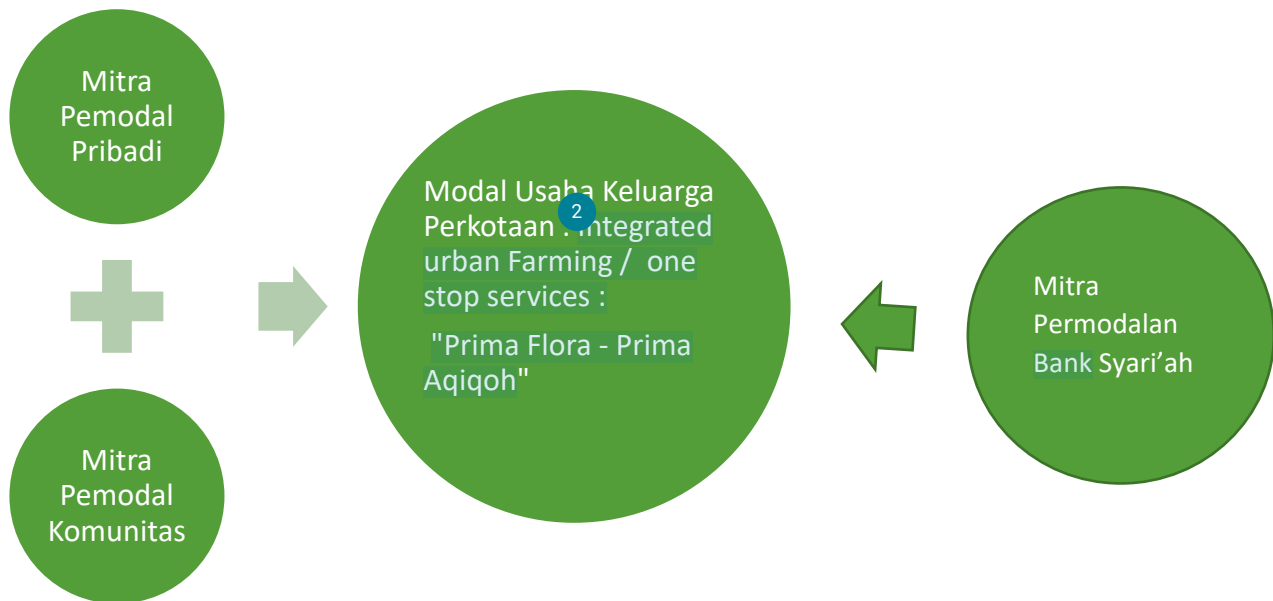 Mitra
Pemodal
Pribadi
Mitra
Pemodal
Komunitas
Modal Usaha Keluarga
Perkotaan : integrated
urban Farming / one
stop services :
"Prima Flora - Prima
Aqiqoh"
2
Mitra
Permodalan
Bank Syari’ah